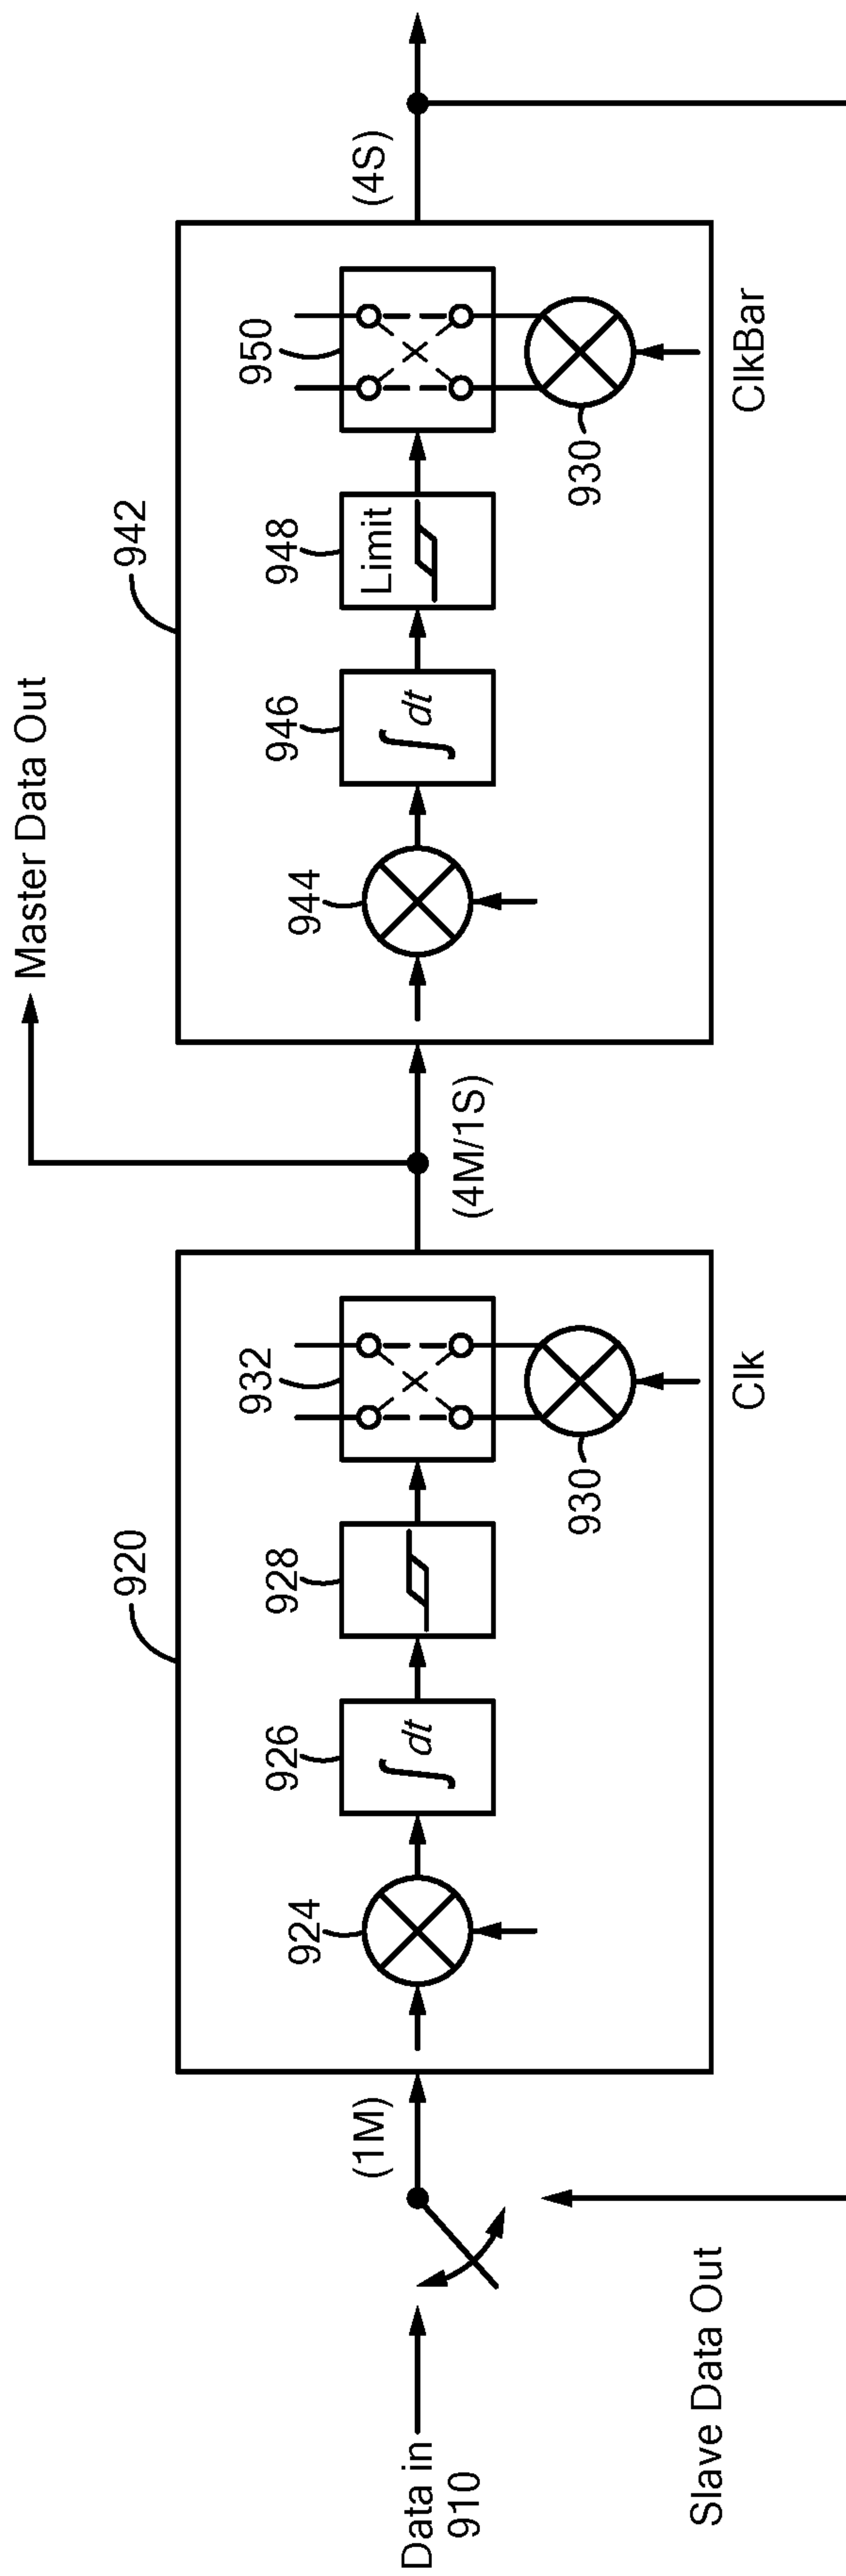 Master Data Out
920
942
924
926
928
932
944
946
948
950
∫ dt
∫ dt
Limit
(1M)
(4M/1S)
(4S)
Data in
910
930
930
Clk
ClkBar
Slave Data Out